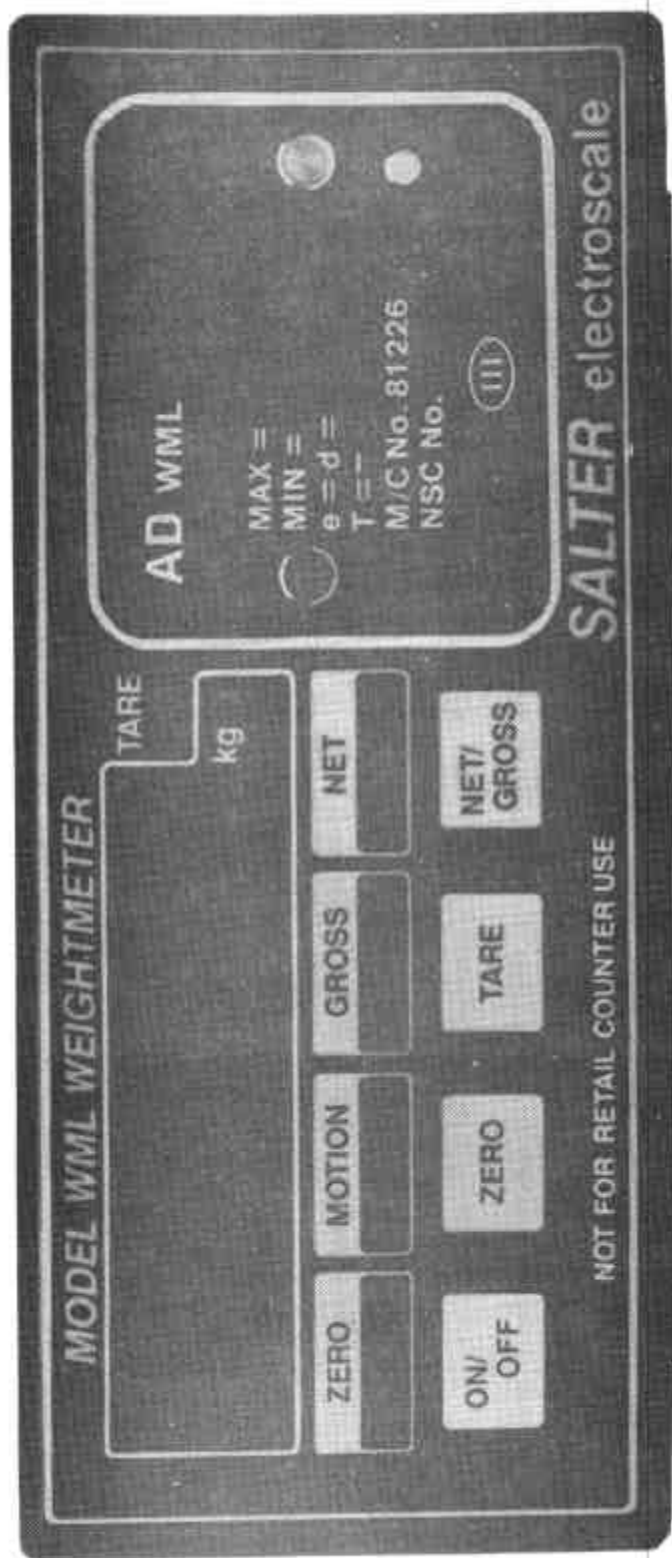 MODEL WML WEIGHTMETER
TARE
kg
ZERO
MOTION
GROSS
NET
ON/
OFF
ZERO
TARE
NET/
GROSS
NOT FOR RETAIL COUNTER USE
AD WML
MAX =
MIN =
e = d =
T =-
M/C No. 81226
NSC No.
III
SALTER electroscale